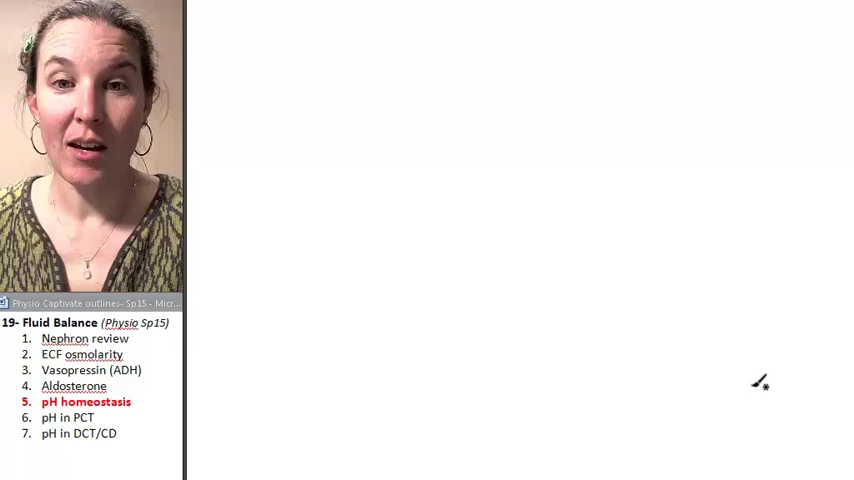 Physio Captivate outlines- Sp15 - Micr...
19- Fluid Balance (Physio Sp15)
1. Nephron review
2. ECF osmolarity
3. Vasopressin (ADH)
4. Aldosterone
5. pH homeostasis
6. pH in PCT
7. pH in DCT/CD